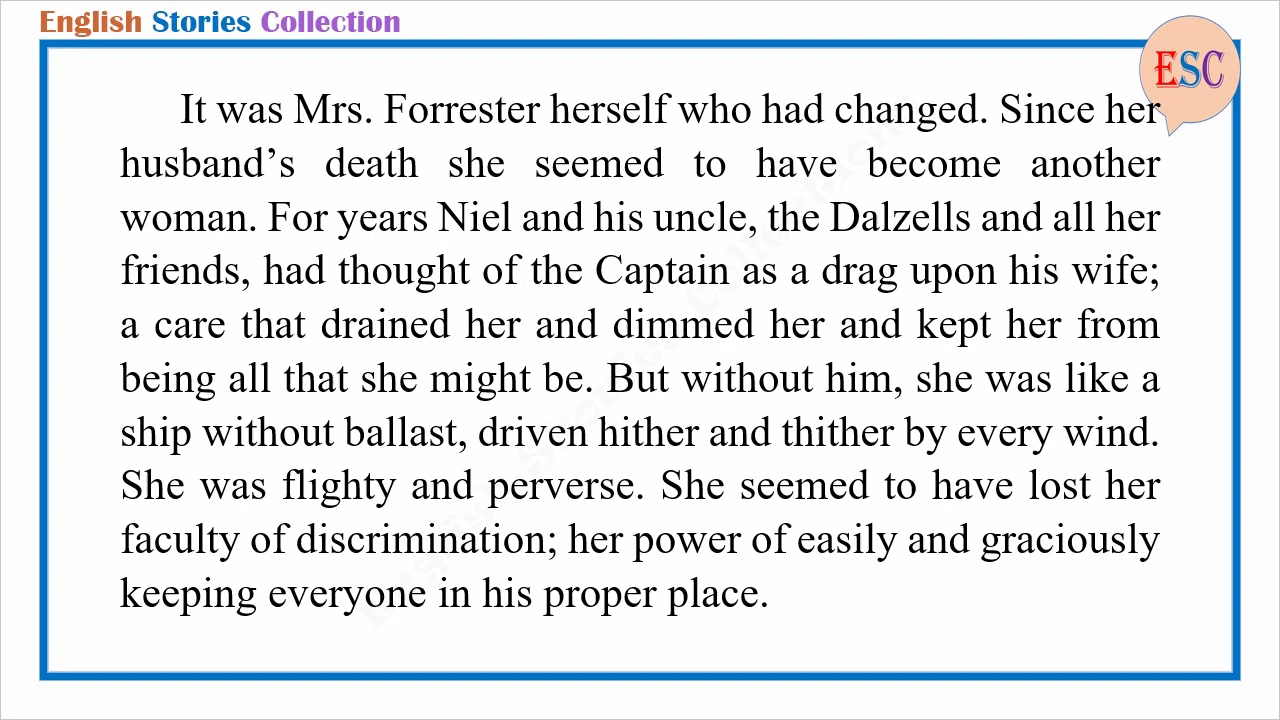 English Stories Collection
ESC
It was Mrs. Forrester herself who had changed. Since her
husband’s death she seemed to have become another
woman. For years Niel and his uncle, the Dalzells and all her
friends, had thought of the Captain as a drag upon his wife;
a care that drained her and dimmed her and kept her from
being all that she might be. But without him, she was like a
ship without ballast, driven hither and thither by every wind.
She was flighty and perverse. She seemed to have lost her
faculty of discrimination; her power of easily and graciously
keeping everyone in his proper place.
English Stories Collection